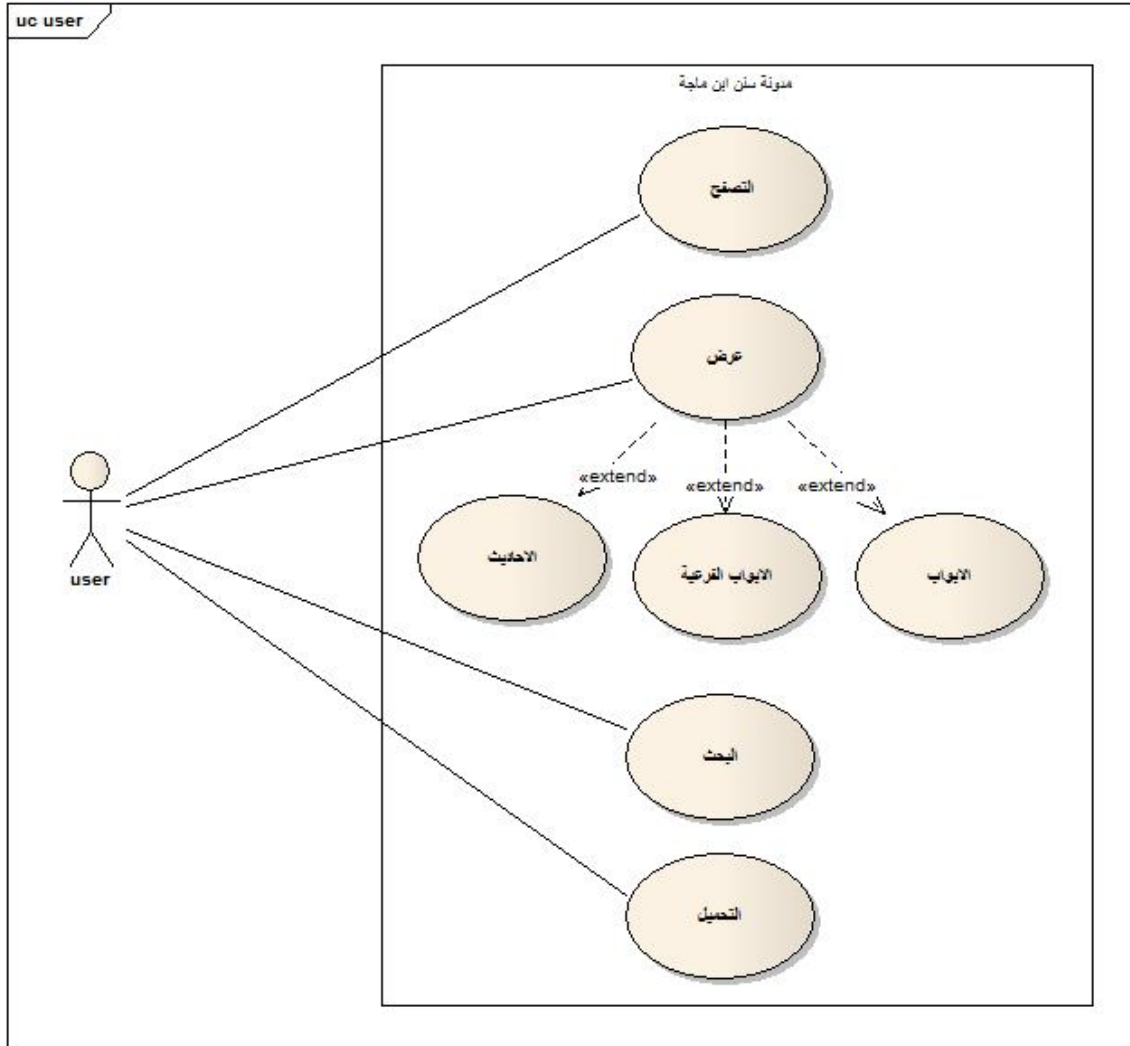 uc user
مدونة سنن ابن ماجة
التصفح
عرض
«extend»
«extend»
«extend»
الاحاديث
الابواب الفرعية
الابواب
user
البحث
التحميل